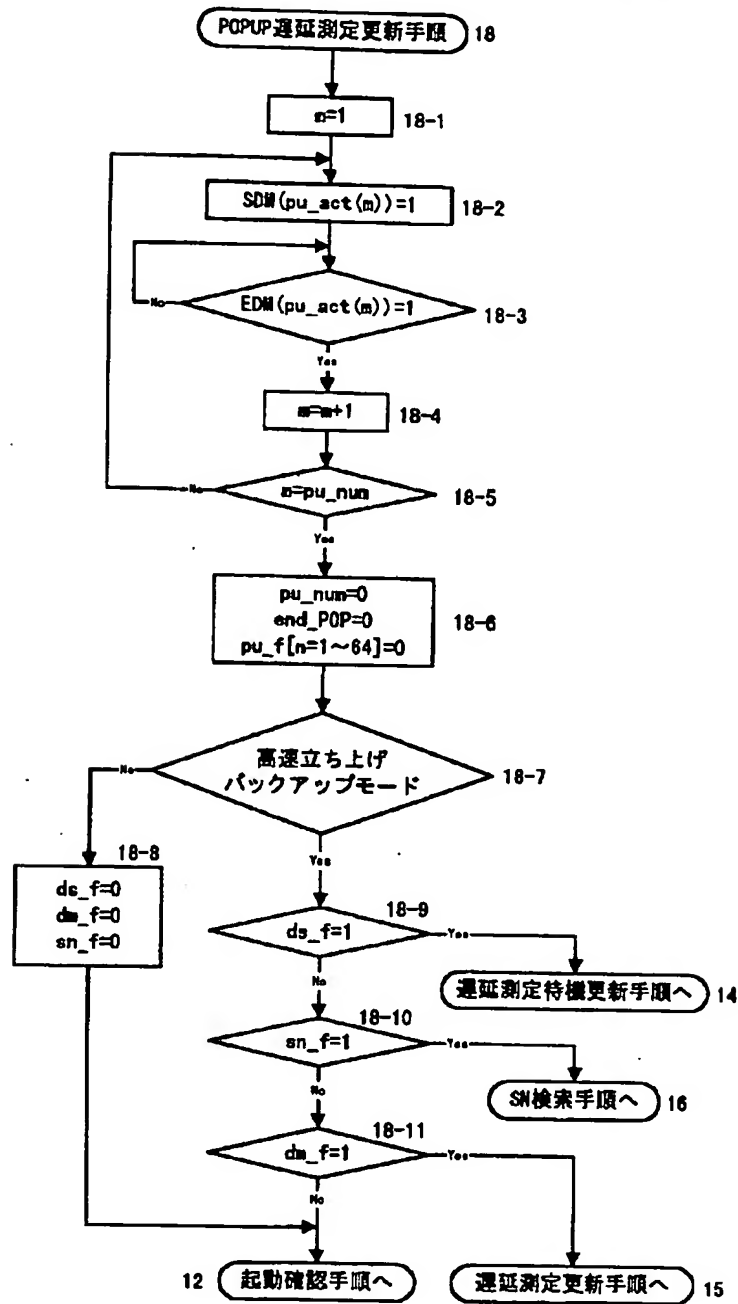 POPUP遅延測定更新手順 18
m=1 18-1
SDM(pu_act(m))=1 18-2
EDM(pu_act(m))=1 18-3
No
Yes
m=m+1 18-4
m=pu_num 18-5
No
Yes
pu_num=0
end_POP=0
pu_f[n=1~64]=0
18-6
高速立ち上げ
バックアップモード
18-7
No
Yes
18-8
ds_f=0
dm_f=0
sn_f=0
18-9
ds_f=1
Yes
No
遅延測定待機更新手順へ 14
18-10
sn_f=1
Yes
No
SN検索手順へ 16
18-11
dm_f=1
Yes
No
12 起動確認手順へ
遅延測定更新手順へ 15